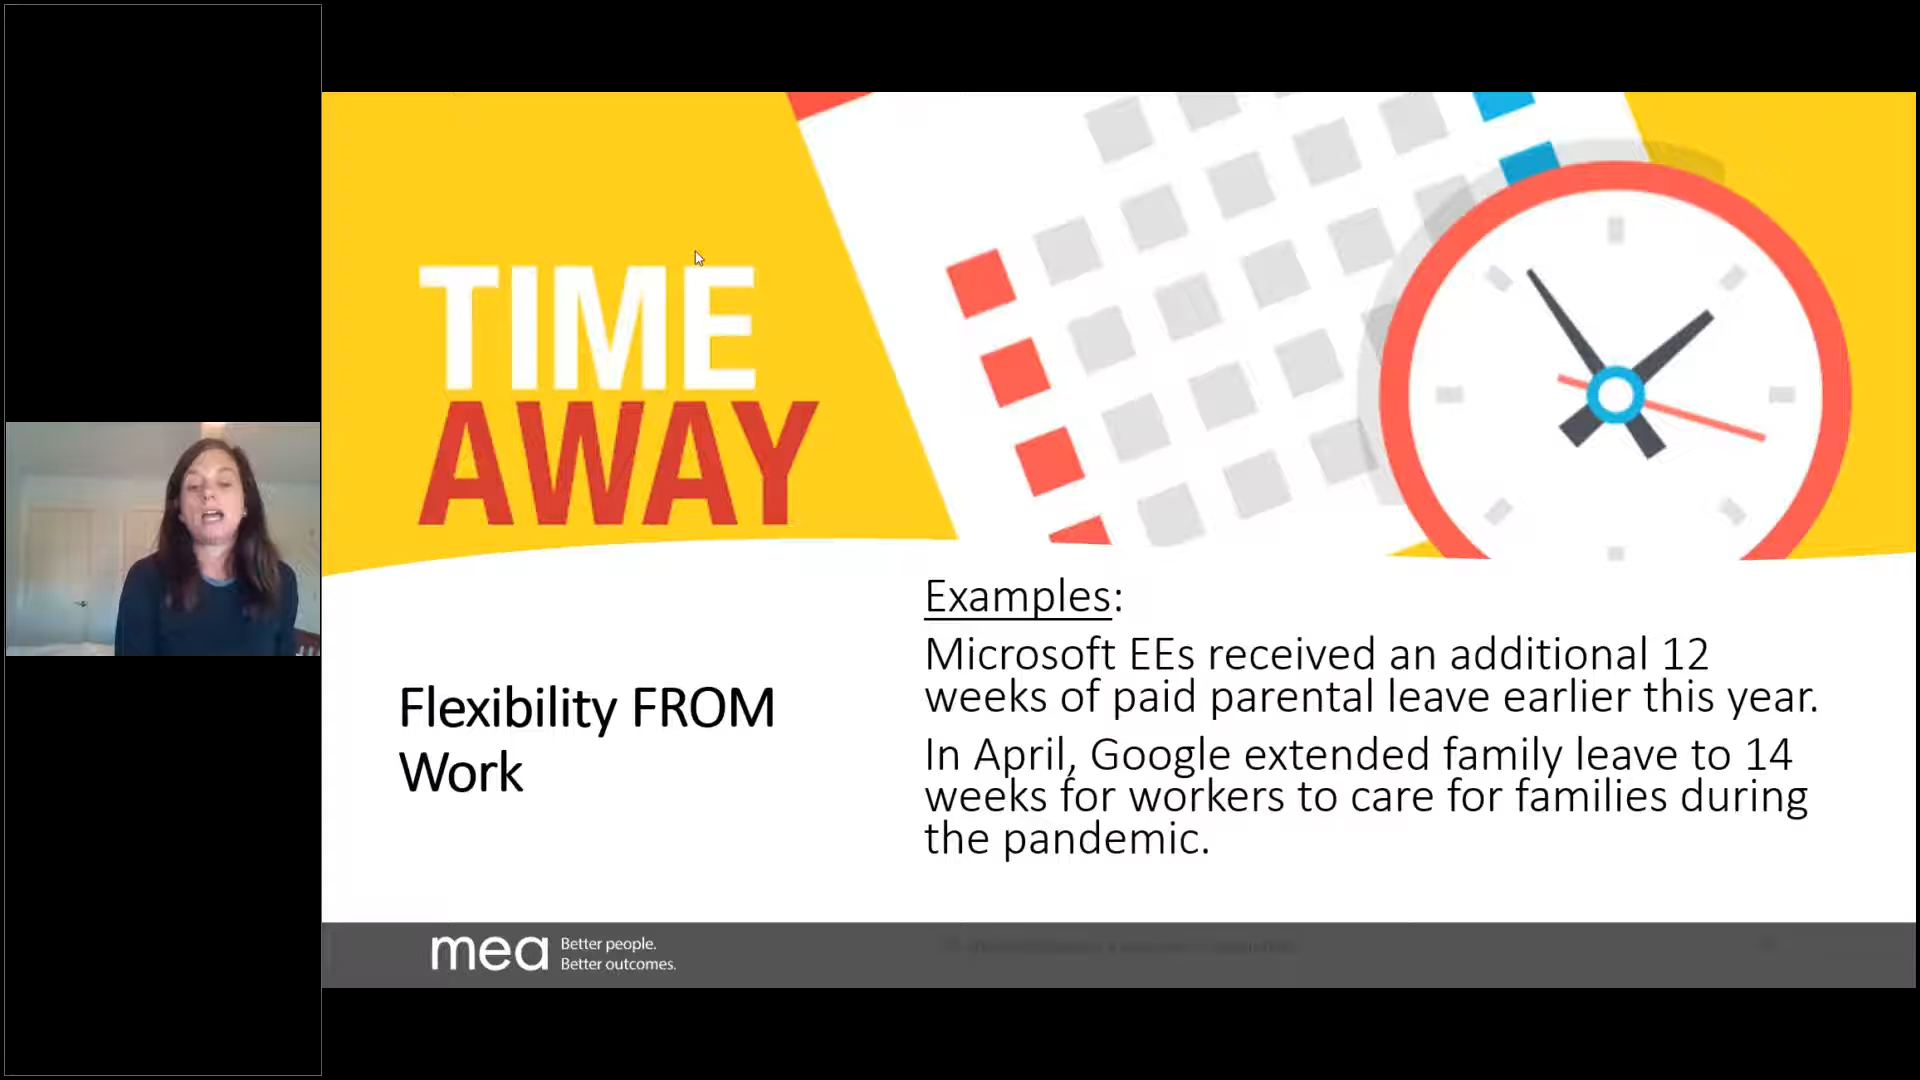 TIME
AWAY
Flexibility FROM
Work
Examples:
Microsoft EEs received an additional 12
weeks of paid parental leave earlier this year.
In April, Google extended family leave to 14
weeks for workers to care for families during
the pandemic.
mea
Better people.
Better outcomes.